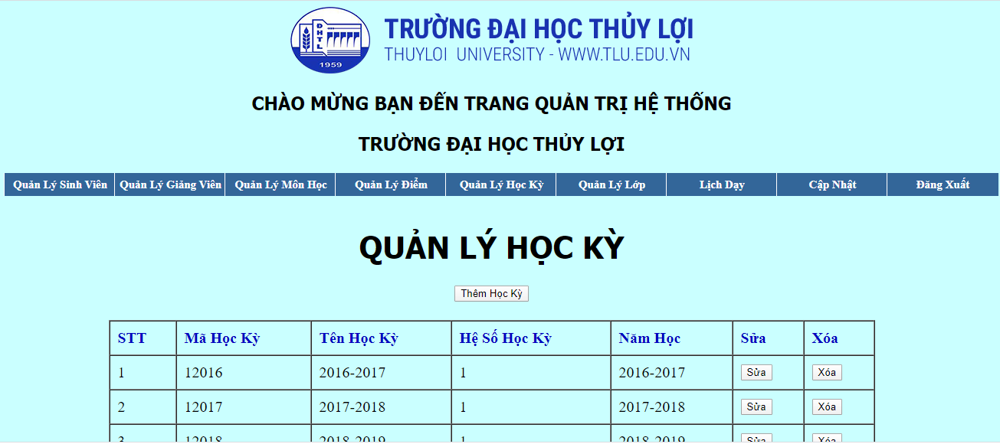 TRƯỜNG ĐẠI HỌC THỦY LỢI
THUYLOI UNIVERSITY - WWW.TLU.EDU.VN
ĐHTL
1959
CHÀO MỪNG BẠN ĐẾN TRANG QUẢN TRỊ HỆ THỐNG
TRƯỜNG ĐẠI HỌC THỦY LỢI
Quản Lý Sinh Viên Quản Lý Giảng Viên Quản Lý Môn Học Quản Lý Điểm Quản Lý Học Kỳ Quản Lý Lớp Lịch Dạy Cập Nhật Đăng Xuất
QUẢN LÝ HỌC KỲ
Thêm Học Kỳ
STT Mã Học Kỳ Tên Học Kỳ Hệ Số Học Kỳ Năm Học Sửa Xóa
1 12016 2016-2017 1 2016-2017 Sửa Xóa
2 12017 2017-2018 1 2017-2018 Sửa Xóa
3 12018 2018-2019 1 2018-2019 Sửa Xóa